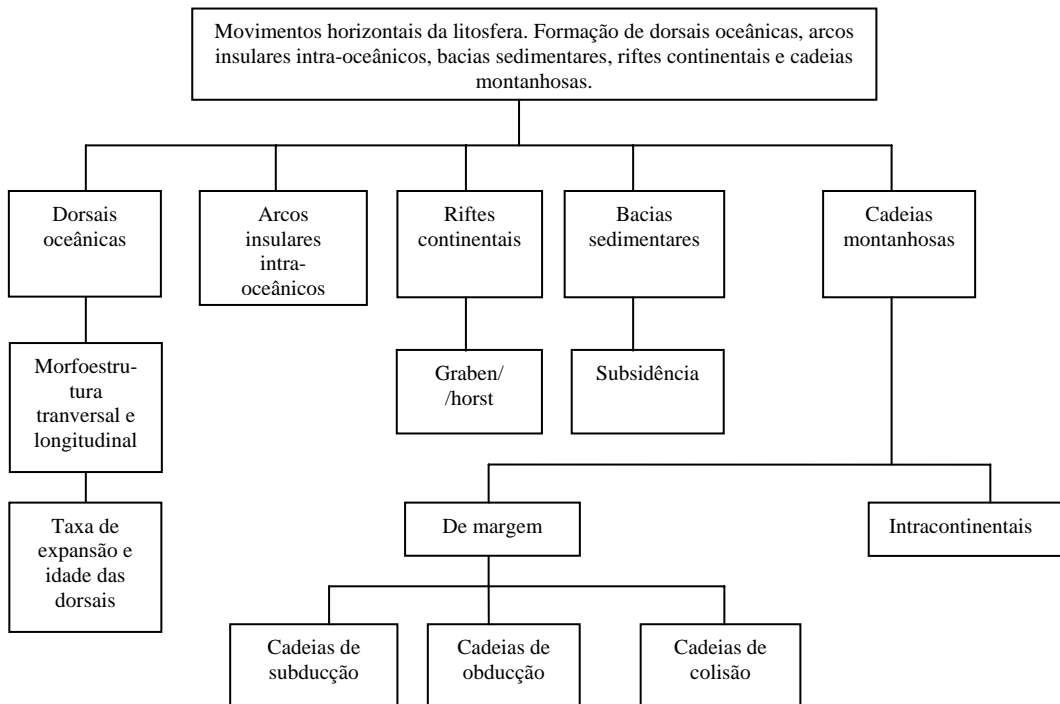 Movimentos horizontais da litosfera. Formação de dorsais oceânicas, arcos
insulares intra-oceânicos, bacias sedimentares, riftes continentais e cadeias
montanhosas.
Dorsais
oceânicas
Arcos
insulares
intra-
oceânicos
Riftes
continentais
Bacias
sedimentares
Cadeias
montanhosas
Morfoestru-
tura
tranversal e
longitudinal
Graben/
/horst
Subsidência
Taxa de
expansão e
idade das
dorsais
De margem
Intracontinentais
Cadeias de
subducção
Cadeias de
obducção
Cadeias de
colisão